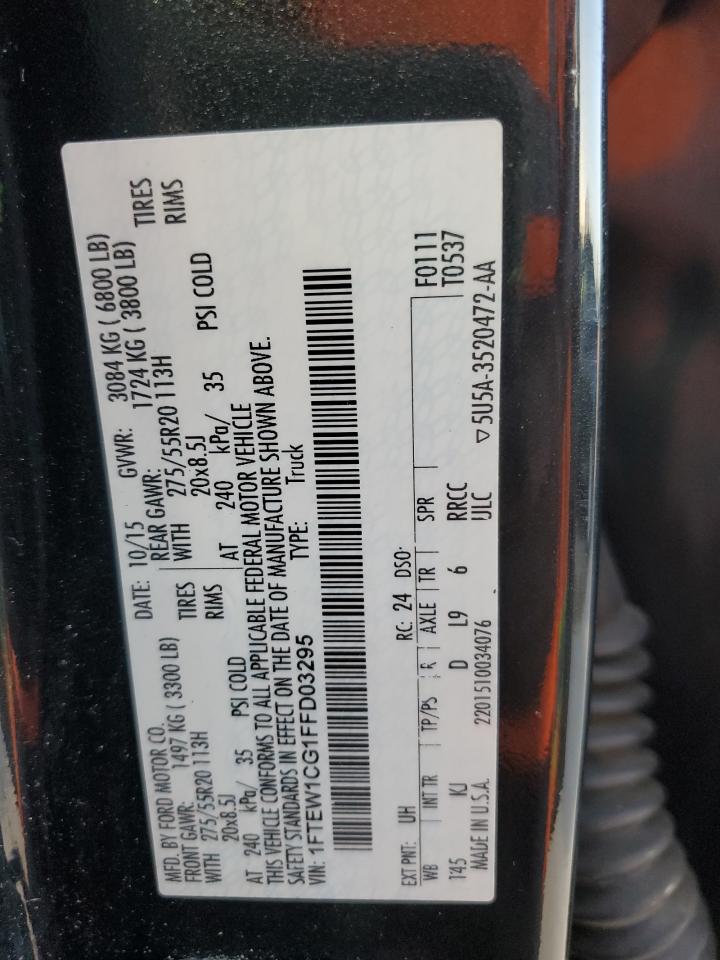 MFD. BY FORD MOTOR CO. DATE: 10/15 GVWR: 3084 KG ( 6800 LB)
FRONT GAWR: 1497 KG ( 3300 LB) REAR GAWR: 1724 KG ( 3800 LB)
WITH 275/55R20 113H TIRES WITH 275/55R20 113H TIRES
20x8.5J RIMS 20x8.5J RIMS
AT 240 kPa/ 35 PSI COLD AT 240 kPa/ 35 PSI COLD
THIS VEHICLE CONFORMS TO ALL APPLICABLE FEDERAL MOTOR VEHICLE
SAFETY STANDARDS IN EFFECT ON THE DATE OF MANUFACTURE SHOWN ABOVE.
VIN: 1FTEW1CG1FFD03295 TYPE: Truck
EXT PNT: UH RC: 24 DSO: F0111
WB INT TR TP/PS R AXLE TR SPR T0537
145 KJ D L9 6 RRCC
MADE IN U.S.A. 2201510034076 ULC ▽5U5A-3520472-AA